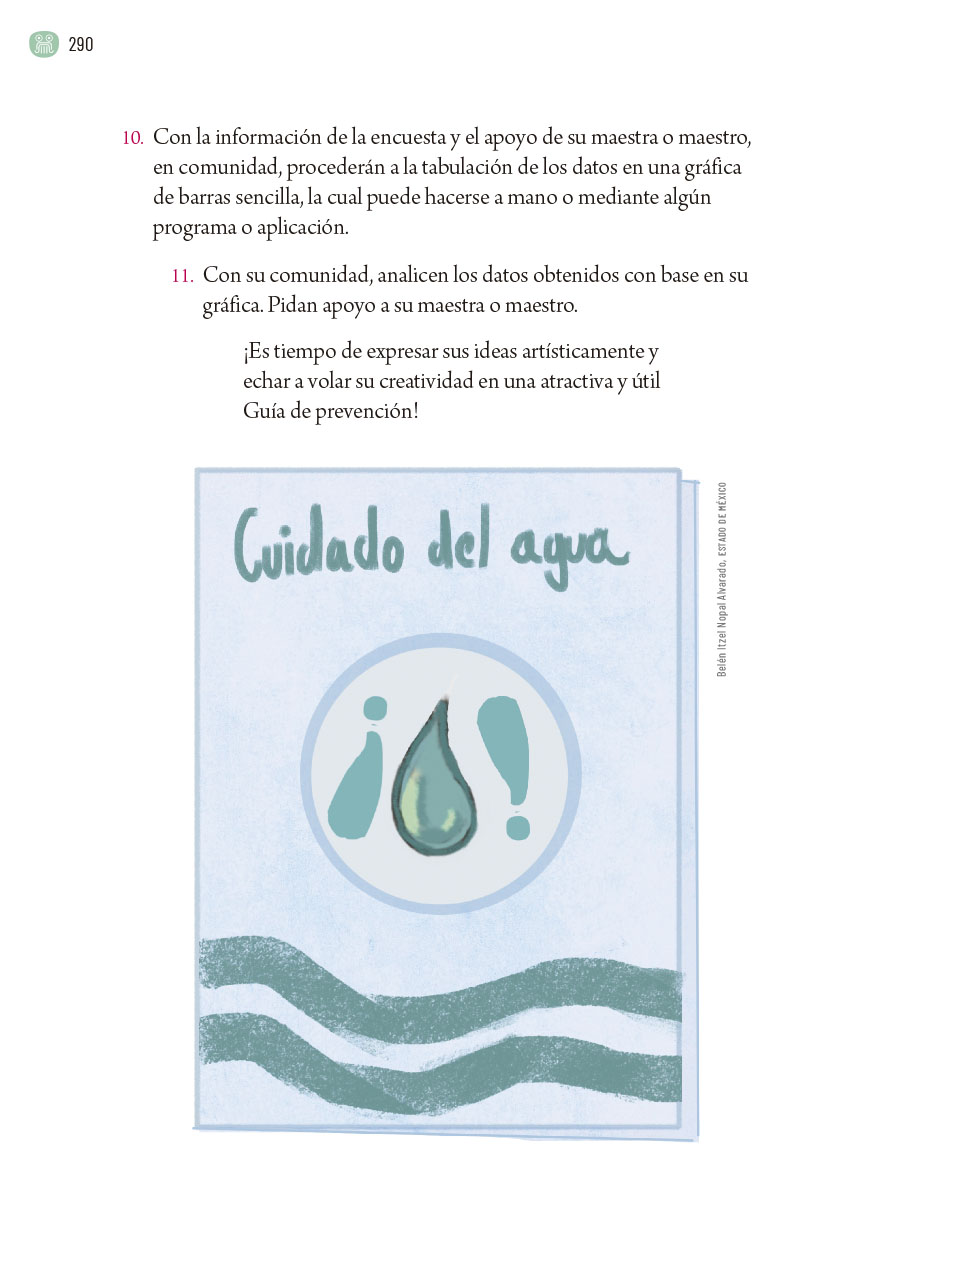 290
10. Con la información de la encuesta y el apoyo de su maestra o maestro,
en comunidad, procederán a la tabulación de los datos en una gráfica
de barras sencilla, la cual puede hacerse a mano o mediante algún
programa o aplicación.
11. Con su comunidad, analicen los datos obtenidos con base en su
gráfica. Pidan apoyo a su maestra o maestro.
¡Es tiempo de expresar sus ideas artísticamente y
echar a volar su creatividad en una atractiva y útil
Guía de prevención!
Cuidado del agua
¡ !
Belén Itzel Nopal Alvarado, ESTADO DE MÉXICO